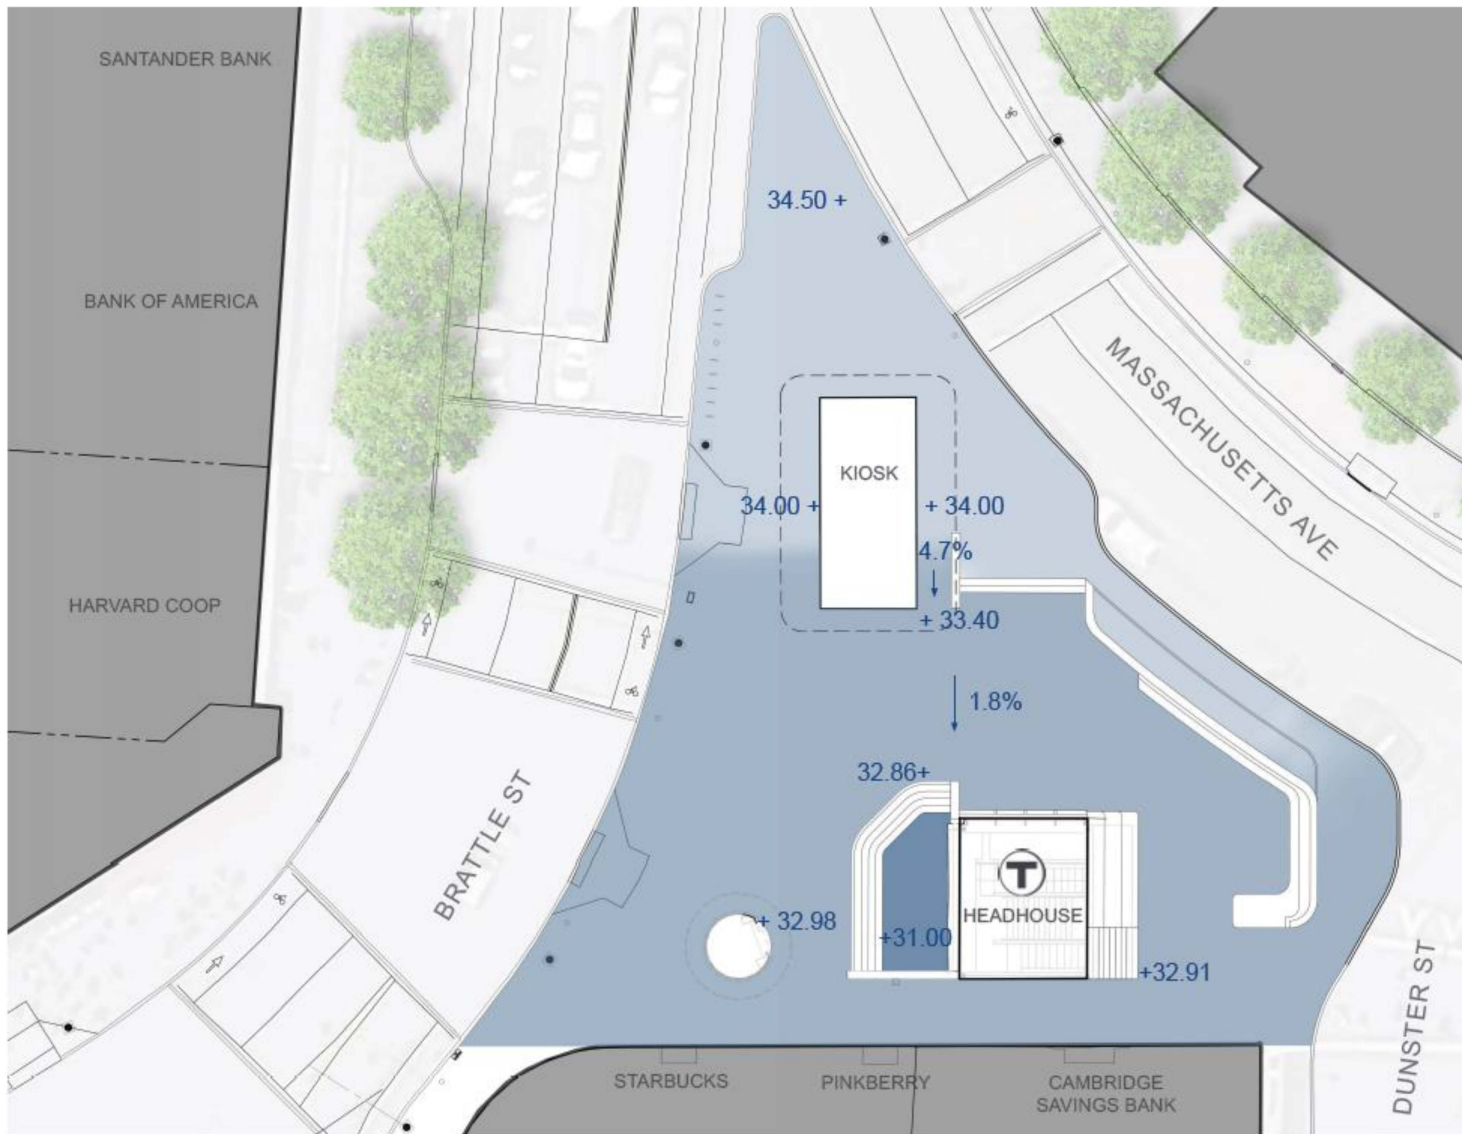 SANTANDER BANK
34.50 +
BANK OF AMERICA
MASSACHUSETTS AVE
KIOSK
34.00 +
+ 34.00
4.7%
HARVARD COOP
+ 33.40
1.8%
32.86+
BRATTLE ST
T
HEADHOUSE
+ 32.98
+31.00
+32.91
DUNSTER ST
STARBUCKS
PINKBERRY
CAMBRIDGE
SAVINGS BANK